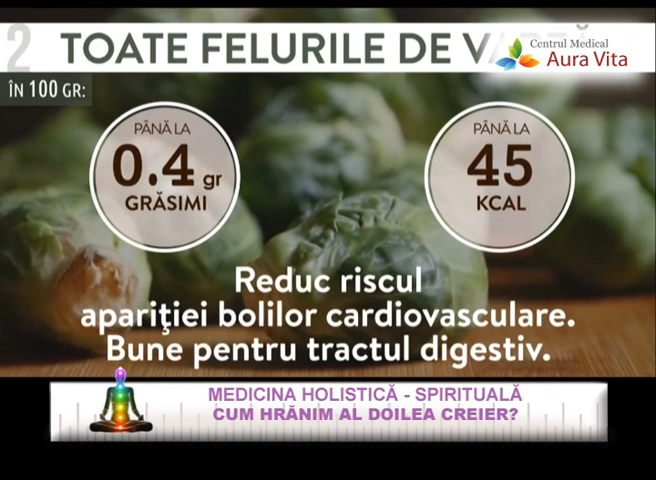 2
TOATE FELURILE DE
Centrul Medical
Aura Vita
ÎN 100 GR:
PÂNĂ LA
0.4 gr
GRĂSIMI
PÂNĂ LA
45
KCAL
Reduc riscul
apariţiei bolilor cardiovasculare.
Bune pentru tractul digestiv.
MEDICINA HOLISTICĂ - SPIRITUALĂ
CUM HRĂNIM AL DOILEA CREIER?